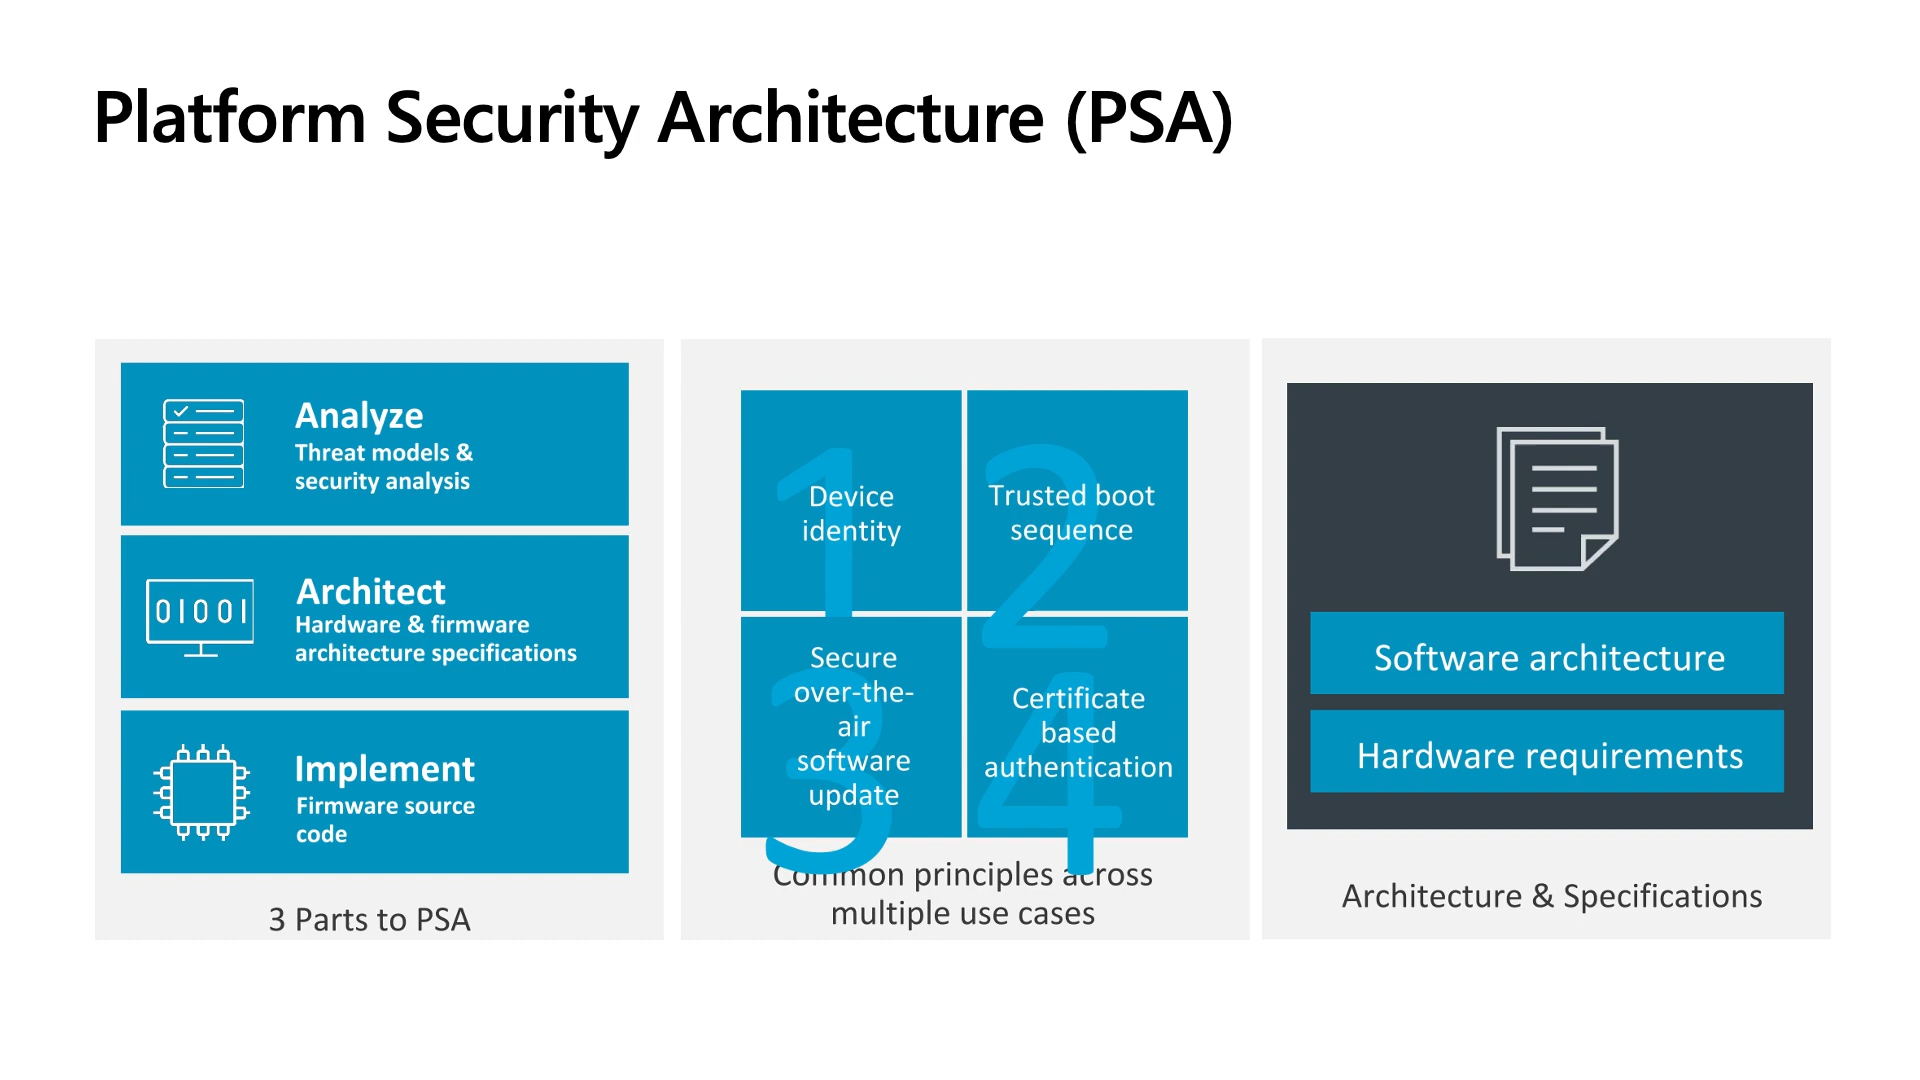 Platform Security Architecture (PSA)
Analyze
Threat models &
security analysis
01001
Architect
Hardware & firmware
architecture specifications
Implement
Firmware source
code
3 Parts to PSA
1
Device
identity
2
Trusted boot
sequence
3
Secure
over-the-
air
software
update
4
Certificate
based
authentication
Common principles across
multiple use cases
Software architecture
Hardware requirements
Architecture & Specifications